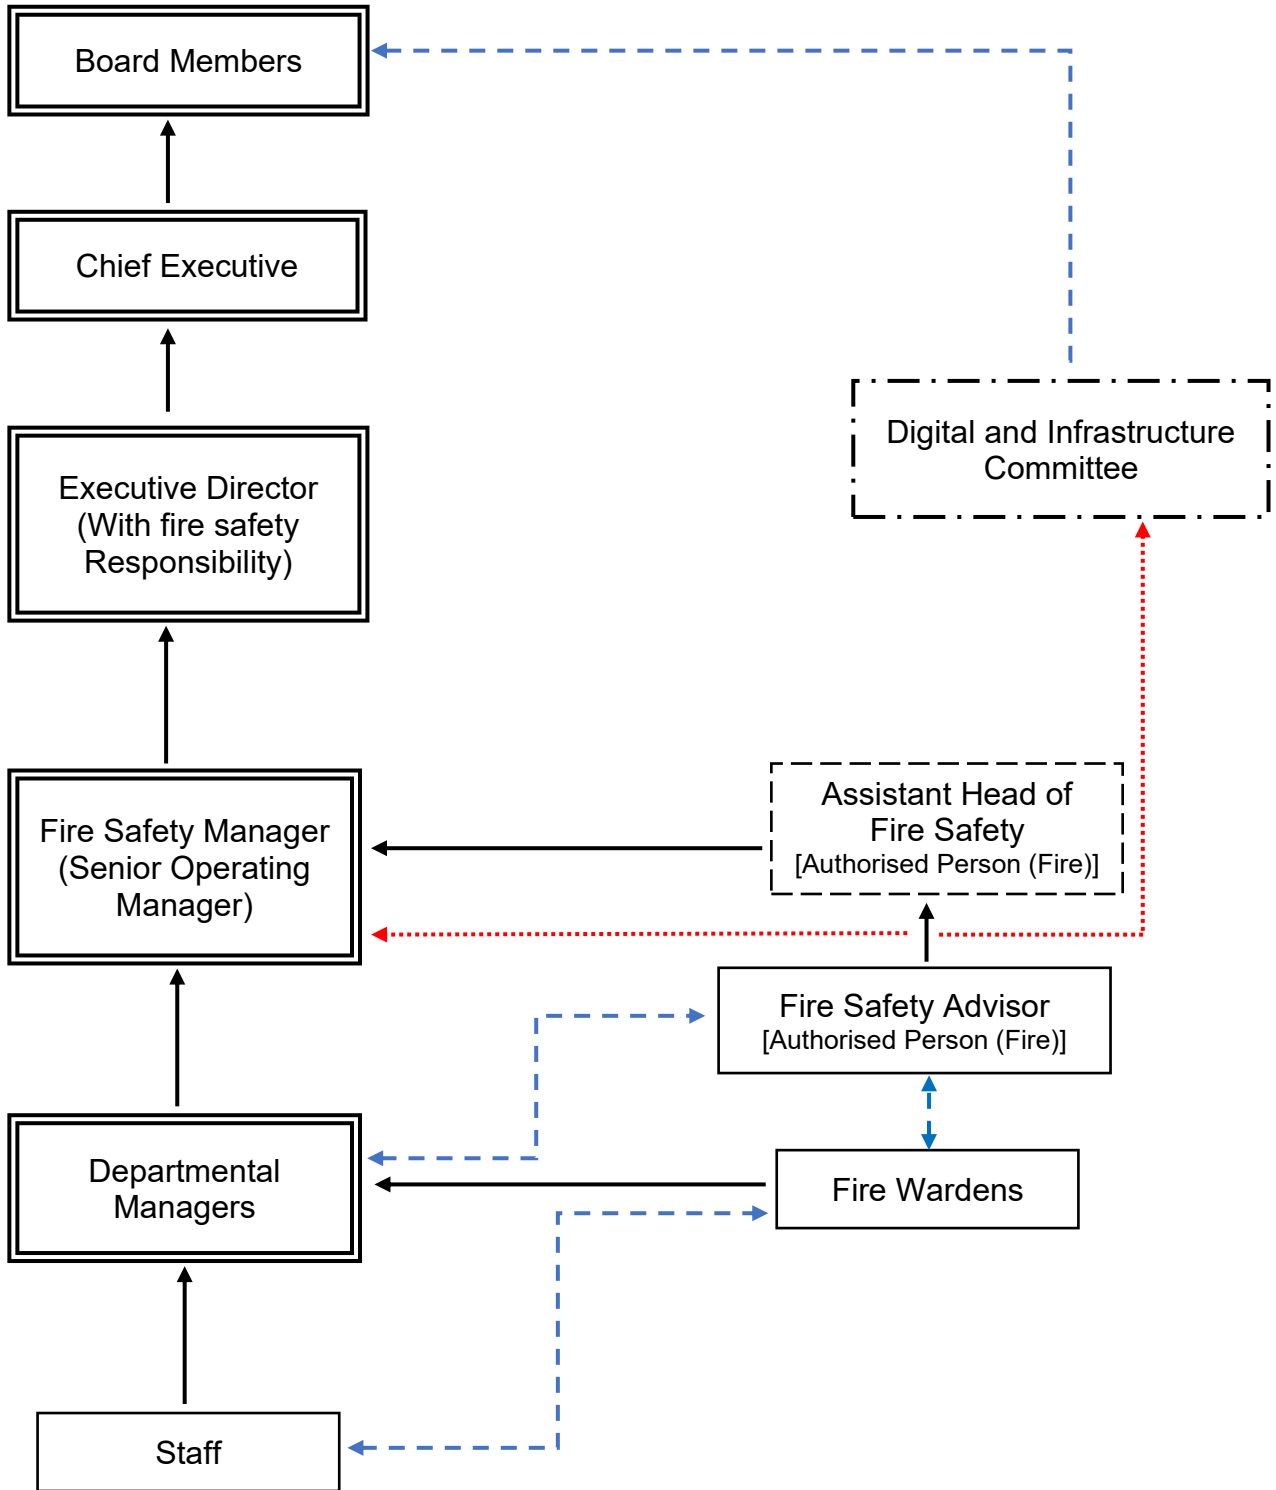 Board Members
Chief Executive
Digital and Infrastructure
Committee
Executive Director
(With fire safety
Responsibility)
Assistant Head of
Fire Safety
[Authorised Person (Fire)]
Fire Safety Manager
(Senior Operating
Manager)
Fire Safety Advisor
[Authorised Person (Fire)]
Departmental
Managers
Fire Wardens
Staff